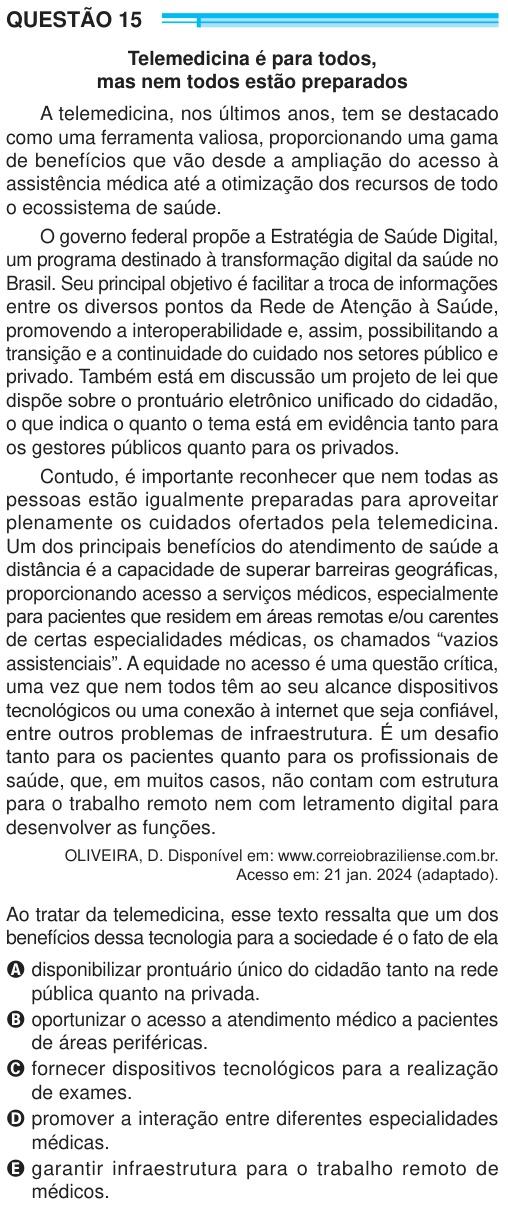 QUESTÃO 15
Telemedicina é para todos,
mas nem todos estão preparados
A telemedicina, nos últimos anos, tem se destacado
como uma ferramenta valiosa, proporcionando uma gama
de benefícios que vão desde a ampliação do acesso à
assistência médica até a otimização dos recursos de todo
o ecossistema de saúde.
O governo federal propõe a Estratégia de Saúde Digital,
um programa destinado à transformação digital da saúde no
Brasil. Seu principal objetivo é facilitar a troca de informações
entre os diversos pontos da Rede de Atenção à Saúde,
promovendo a interoperabilidade e, assim, possibilitando a
transição e a continuidade do cuidado nos setores público e
privado. Também está em discussão um projeto de lei que
dispõe sobre o prontuário eletrônico unificado do cidadão,
o que indica o quanto o tema está em evidência tanto para
os gestores públicos quanto para os privados.
Contudo, é importante reconhecer que nem todas as
pessoas estão igualmente preparadas para aproveitar
plenamente os cuidados ofertados pela telemedicina.
Um dos principais benefícios do atendimento de saúde a
distância é a capacidade de superar barreiras geográficas,
proporcionando acesso a serviços médicos, especialmente
para pacientes que residem em áreas remotas e/ou carentes
de certas especialidades médicas, os chamados “vazios
assistenciais”. A equidade no acesso é uma questão crítica,
uma vez que nem todos têm ao seu alcance dispositivos
tecnológicos ou uma conexão à internet que seja confiável,
entre outros problemas de infraestrutura. É um desafio
tanto para os pacientes quanto para os profissionais de
saúde, que, em muitos casos, não contam com estrutura
para o trabalho remoto nem com letramento digital para
desenvolver as funções.
OLIVEIRA, D. Disponível em: www.correiobraziliense.com.br.
Acesso em: 21 jan. 2024 (adaptado).
Ao tratar da telemedicina, esse texto ressalta que um dos
benefícios dessa tecnologia para a sociedade é o fato de ela
A disponibilizar prontuário único do cidadão tanto na rede
pública quanto na privada.
B oportunizar o acesso a atendimento médico a pacientes
de áreas periféricas.
C fornecer dispositivos tecnológicos para a realização
de exames.
D promover a interação entre diferentes especialidades
médicas.
E garantir infraestrutura para o trabalho remoto de
médicos.